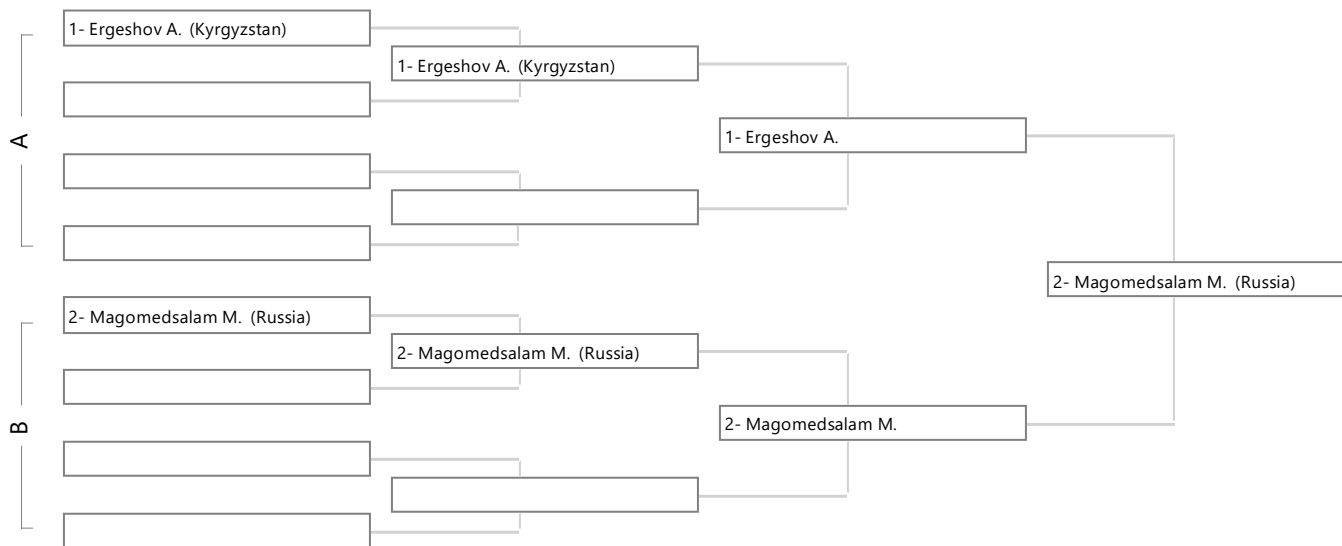 1- Ergeshov A. (Kyrgyzstan)
1- Ergeshov A. (Kyrgyzstan)
1- Ergeshov A.
A
2- Magomedsalam M. (Russia)
2- Magomedsalam M. (Russia)
2- Magomedsalam M. (Russia)
2- Magomedsalam M.
B